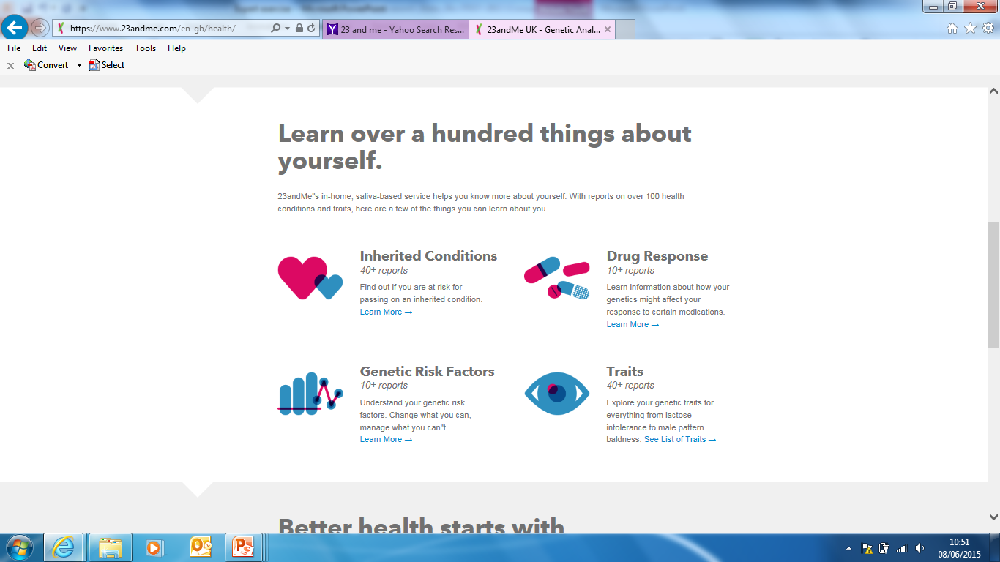 https://www.23andme.com/en-gb/health/
23 and me - Yahoo Search Res...
23andMe UK - Genetic Anal...
File Edit View Favorites Tools Help
x Convert Select
Learn over a hundred things about
yourself.
23andMe"s in-home, saliva-based service helps you know more about yourself. With reports on over 100 health
conditions and traits, here are a few of the things you can learn about you.
Inherited Conditions
40+ reports
Find out if you are at risk for
passing on an inherited condition.
Learn More →
Drug Response
10+ reports
Learn information about how your
genetics might affect your
response to certain medications.
Learn More →
Genetic Risk Factors
10+ reports
Understand your genetic risk
factors. Change what you can,
manage what you can"t.
Learn More →
Traits
40+ reports
Explore your genetic traits for
everything from lactose
intolerance to male pattern
baldness. See List of Traits →
Better health starts with
10:51
08/06/2015